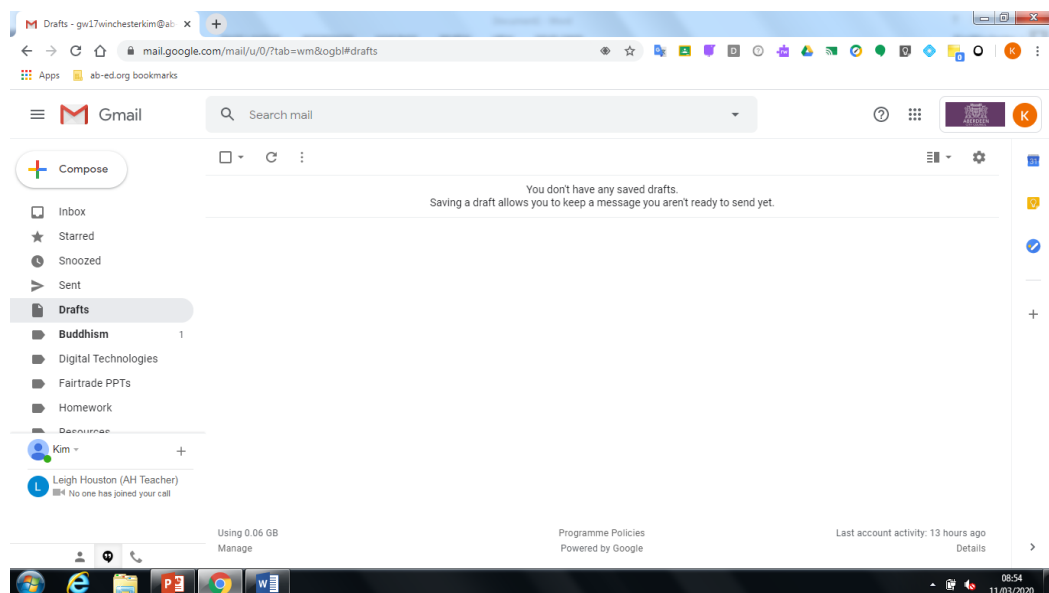 Drafts - gw17winchesterkim@ab-
mail.google.com/mail/u/0/?tab=wm&ogbl#drafts
Apps
ab-ed.org bookmarks
Gmail
Search mail
ABERDEEN
K
Compose
You don't have any saved drafts.
Saving a draft allows you to keep a message you aren't ready to send yet.
Inbox
Starred
Snoozed
Sent
Drafts
Buddhism 1
Digital Technologies
Fairtrade PPTs
Homework
Resources
Kim
Leigh Houston (AH Teacher)
No one has joined your call
Using 0.06 GB
Manage
Programme Policies
Powered by Google
Last account activity: 13 hours ago
Details
08:54
11/03/2020